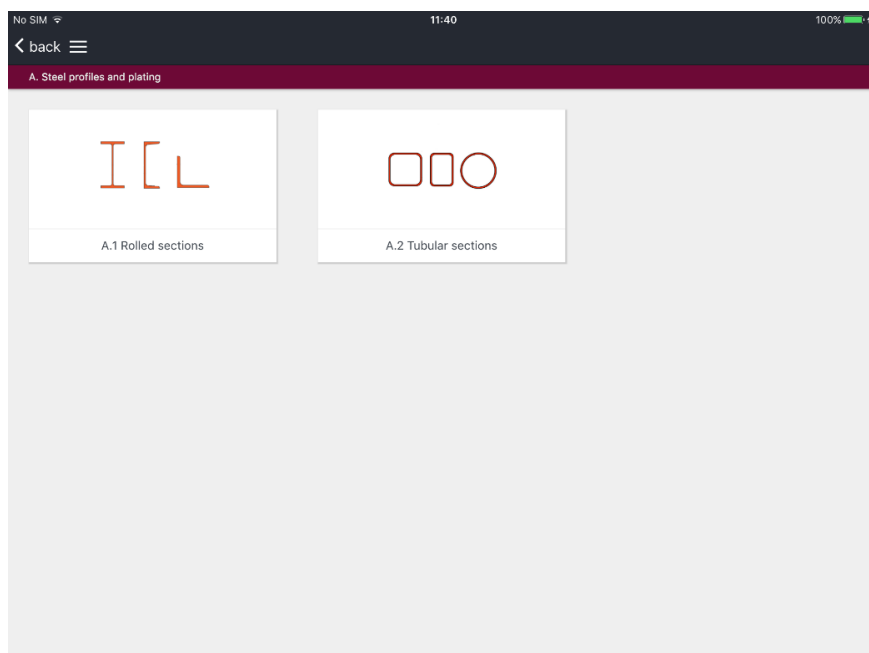 No SIM 11:40 100%
back
A. Steel profiles and plating
A.1 Rolled sections
A.2 Tubular sections